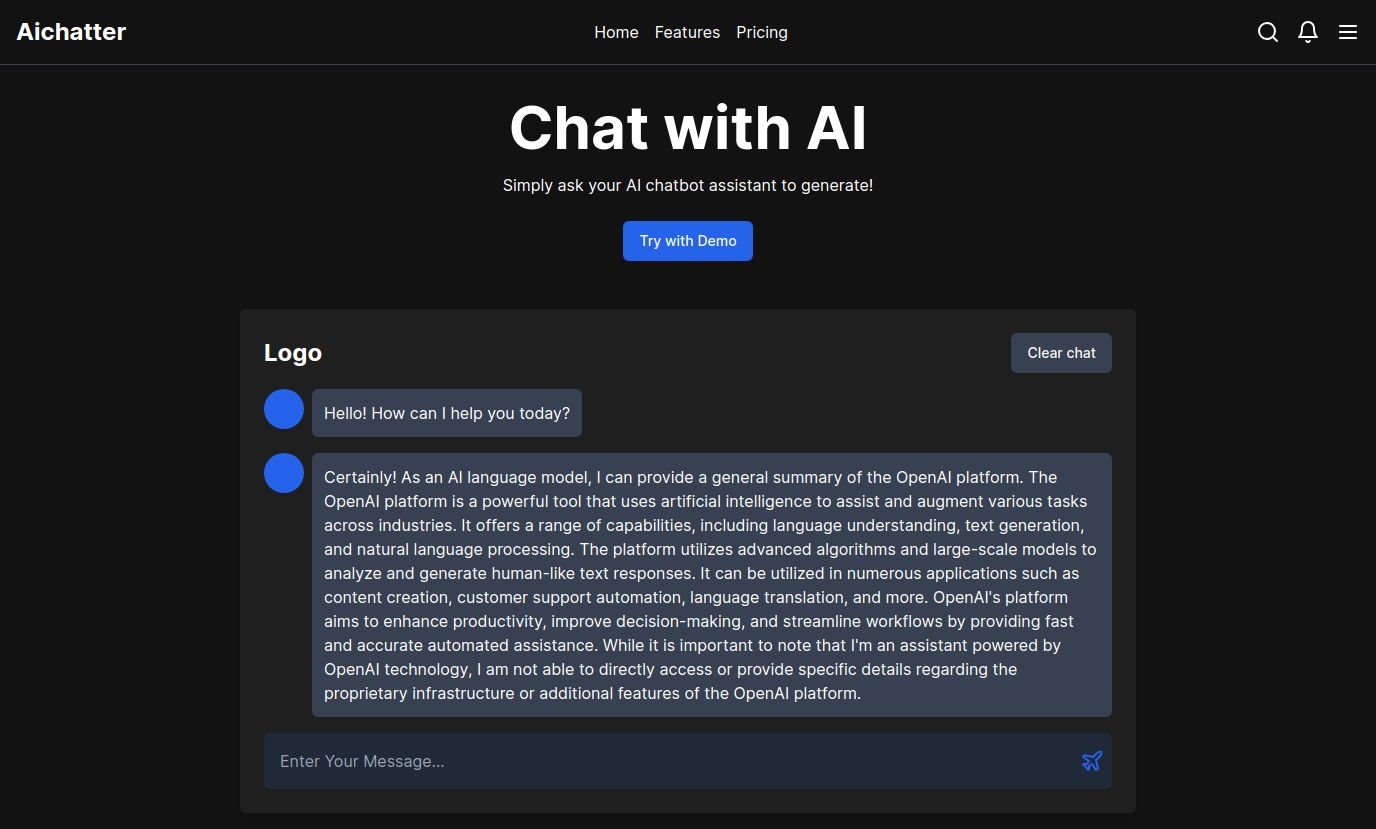 Aichatter
Home Features Pricing
Chat with AI
Simply ask your AI chatbot assistant to generate!
Try with Demo
Logo
Clear chat
Hello! How can I help you today?
Certainly! As an AI language model, I can provide a general summary of the OpenAI platform. The
OpenAI platform is a powerful tool that uses artificial intelligence to assist and augment various tasks
across industries. It offers a range of capabilities, including language understanding, text generation,
and natural language processing. The platform utilizes advanced algorithms and large-scale models to
analyze and generate human-like text responses. It can be utilized in numerous applications such as
content creation, customer support automation, language translation, and more. OpenAI's platform
aims to enhance productivity, improve decision-making, and streamline workflows by providing fast
and accurate automated assistance. While it is important to note that I'm an assistant powered by
OpenAI technology, I am not able to directly access or provide specific details regarding the
proprietary infrastructure or additional features of the OpenAI platform.
Enter Your Message...